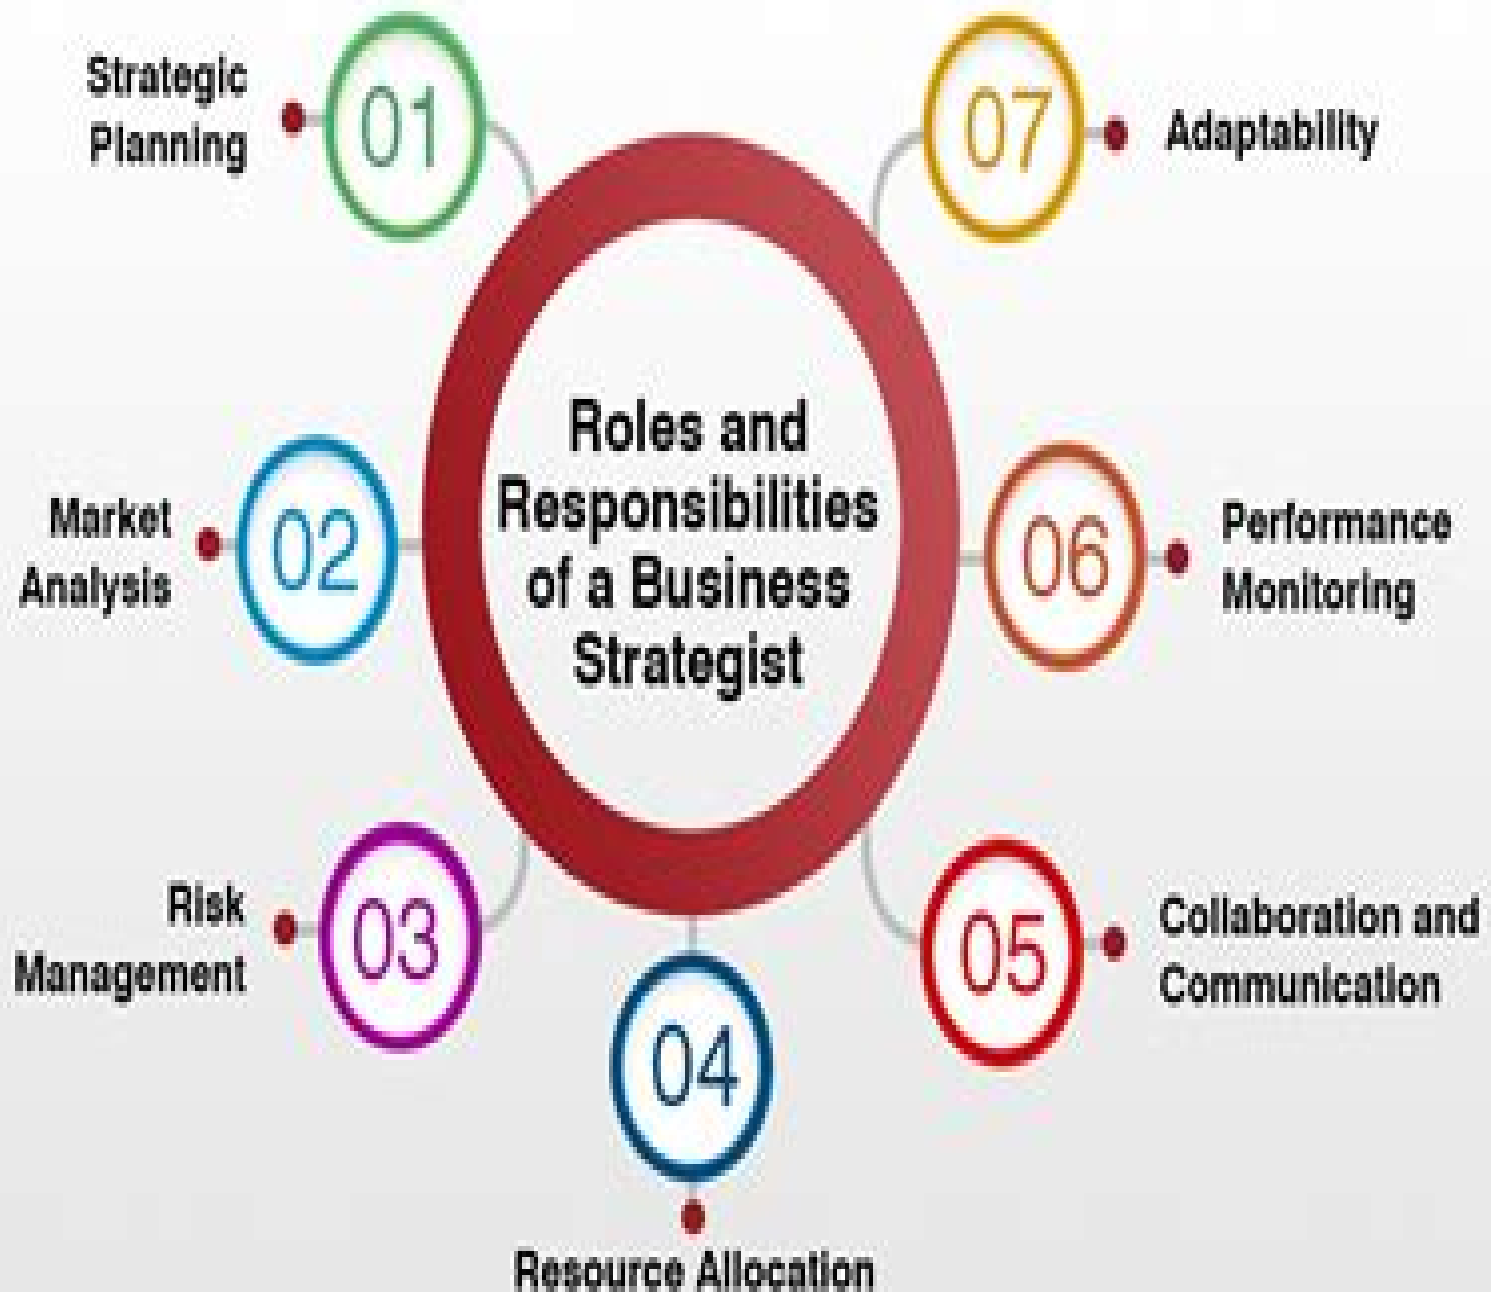 Roles and
Responsibilities
of a Business
Strategist
01
Strategic
Planning
02
Market
Analysis
03
Risk
Management
04
Resource Allocation
05
Collaboration and
Communication
06
Performance
Monitoring
07
Adaptability